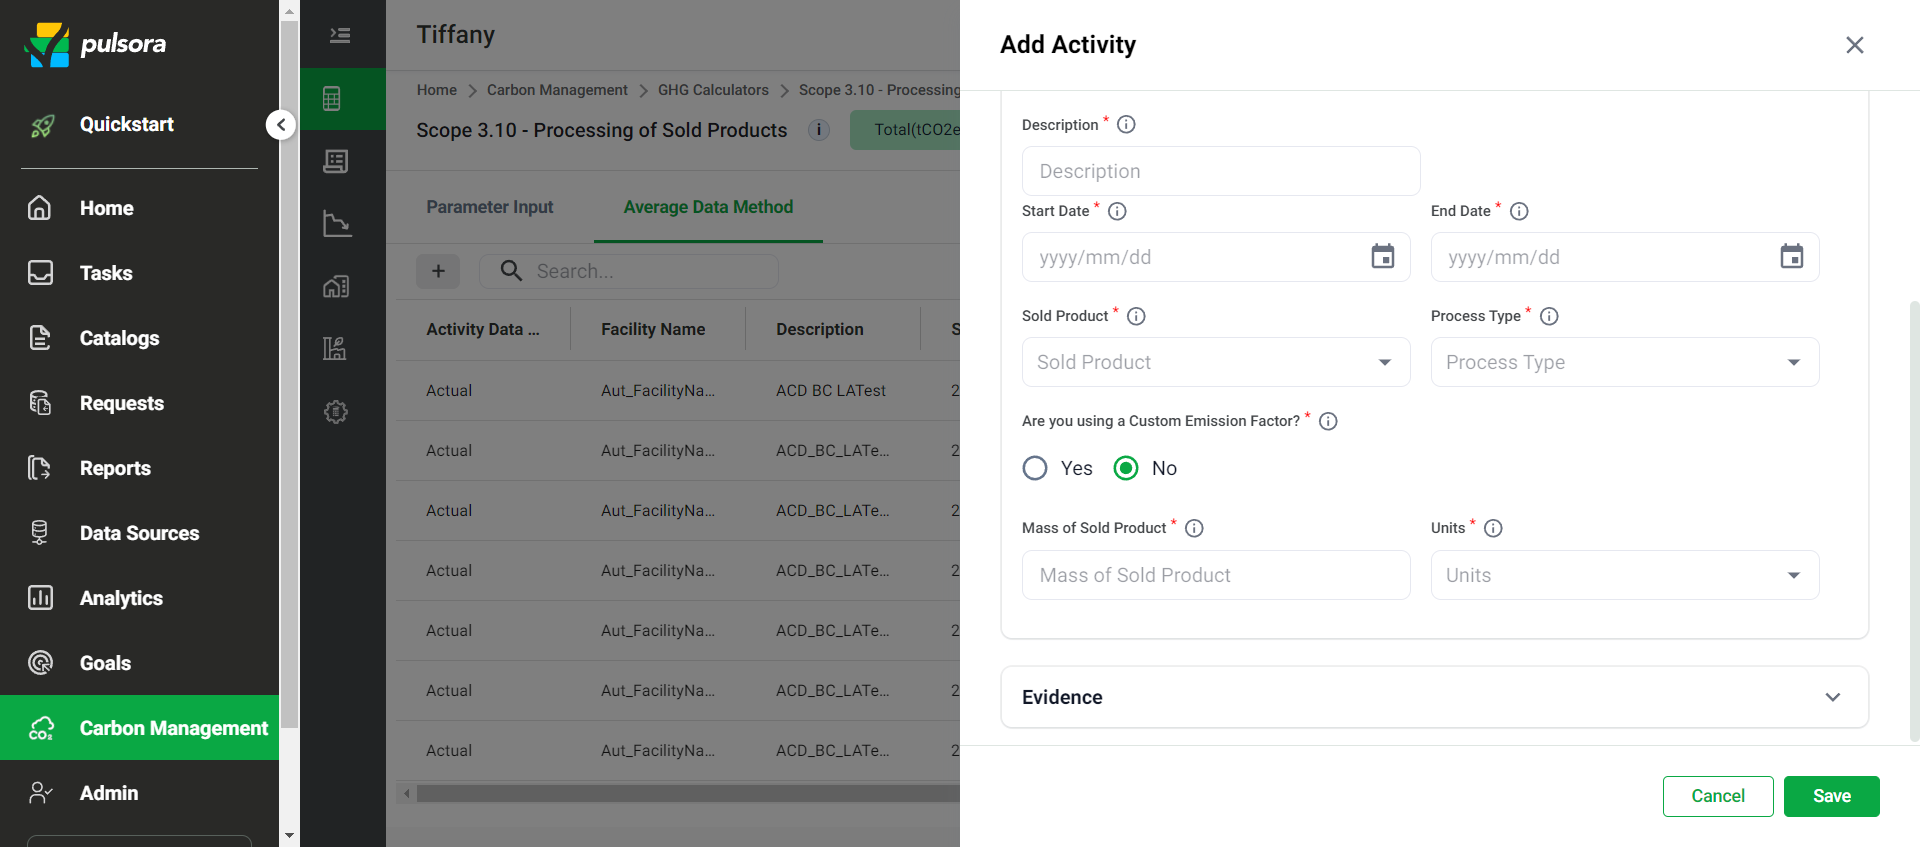 pulsora
Quickstart
Home
Tasks
Catalogs
Requests
Reports
Data Sources
Analytics
Goals
CO₂ Carbon Management
Admin
Tiffany
Home > Carbon Management > GHG Calculators > Scope 3.10 - Processing
Scope 3.10 - Processing of Sold Products i Total(tCO2e
Parameter Input Average Data Method
+ Search...
Activity Data ... Facility Name Description S
Actual Aut_FacilityNa... ACD BC LATest 2
Actual Aut_FacilityNa... ACD_BC_LATe... 2
Actual Aut_FacilityNa... ACD_BC_LATe... 2
Actual Aut_FacilityNa... ACD_BC_LATe... 2
Actual Aut_FacilityNa... ACD_BC_LATe... 2
Actual Aut_FacilityNa... ACD_BC_LATe... 2
Actual Aut_FacilityNa... ACD_BC_LATe... 2
Add Activity
Description *
Description
Start Date * End Date *
yyyy/mm/dd yyyy/mm/dd
Sold Product * Process Type *
Sold Product Process Type
Are you using a Custom Emission Factor? *
Yes No
Mass of Sold Product * Units *
Mass of Sold Product Units
Evidence
Cancel Save